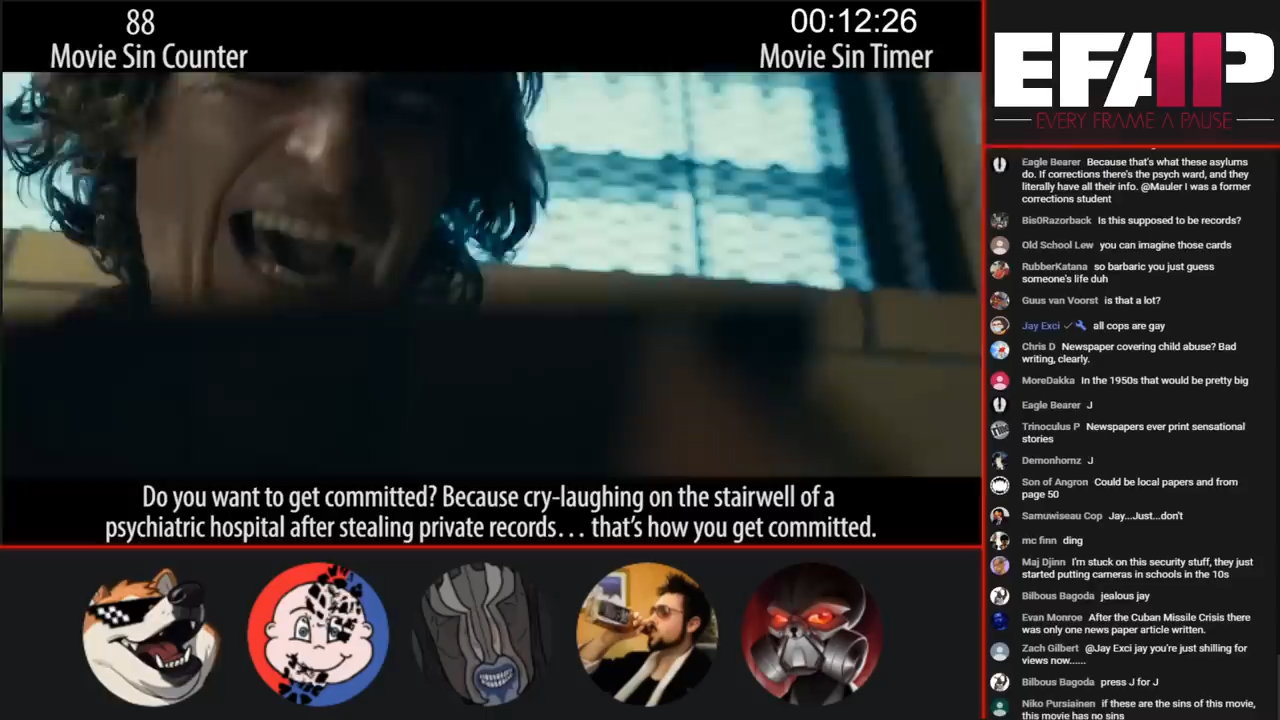 88
Movie Sin Counter
00:12:26
Movie Sin Timer
Do you want to get committed? Because cry-laughing on the stairwell of a
psychiatric hospital after stealing private records… that's how you get committed.
EFAP
EVERY FRAME A PAUSE
Eagle Bearer Because that's what these asylums
do. If corrections there's the psych ward, and they
literally have all their info. @Mauler I was a former
corrections student
Bis0Razorback Is this supposed to be records?
Old School Lew you can imagine those cards
RubberKatana so barbaric you just guess
someone's life duh
Guus van Voorst is that a lot?
Jay Exci all cops are gay
Chris D Newspaper covering child abuse? Bad
writing, clearly.
MoreDakka In the 1950s that would be pretty big
Eagle Bearer J
Trinoculus P Newspapers ever print sensational
stories
Demonhornz J
Son of Angron Could be local papers and from
page 50
Samuwiseau Cop Jay...Just...don't
mc finn ding
Maj Djinn I'm stuck on this security stuff, they just
started putting cameras in schools in the 10s
Bilbous Bagoda jealous jay
Evan Monroe After the Cuban Missile Crisis there
was only one news paper article written.
Zach Gilbert @Jay Exci jay you're just shilling for
views now......
Bilbous Bagoda press J for J
Niko Pursiainen if these are the sins of this movie,
this movie has no sins